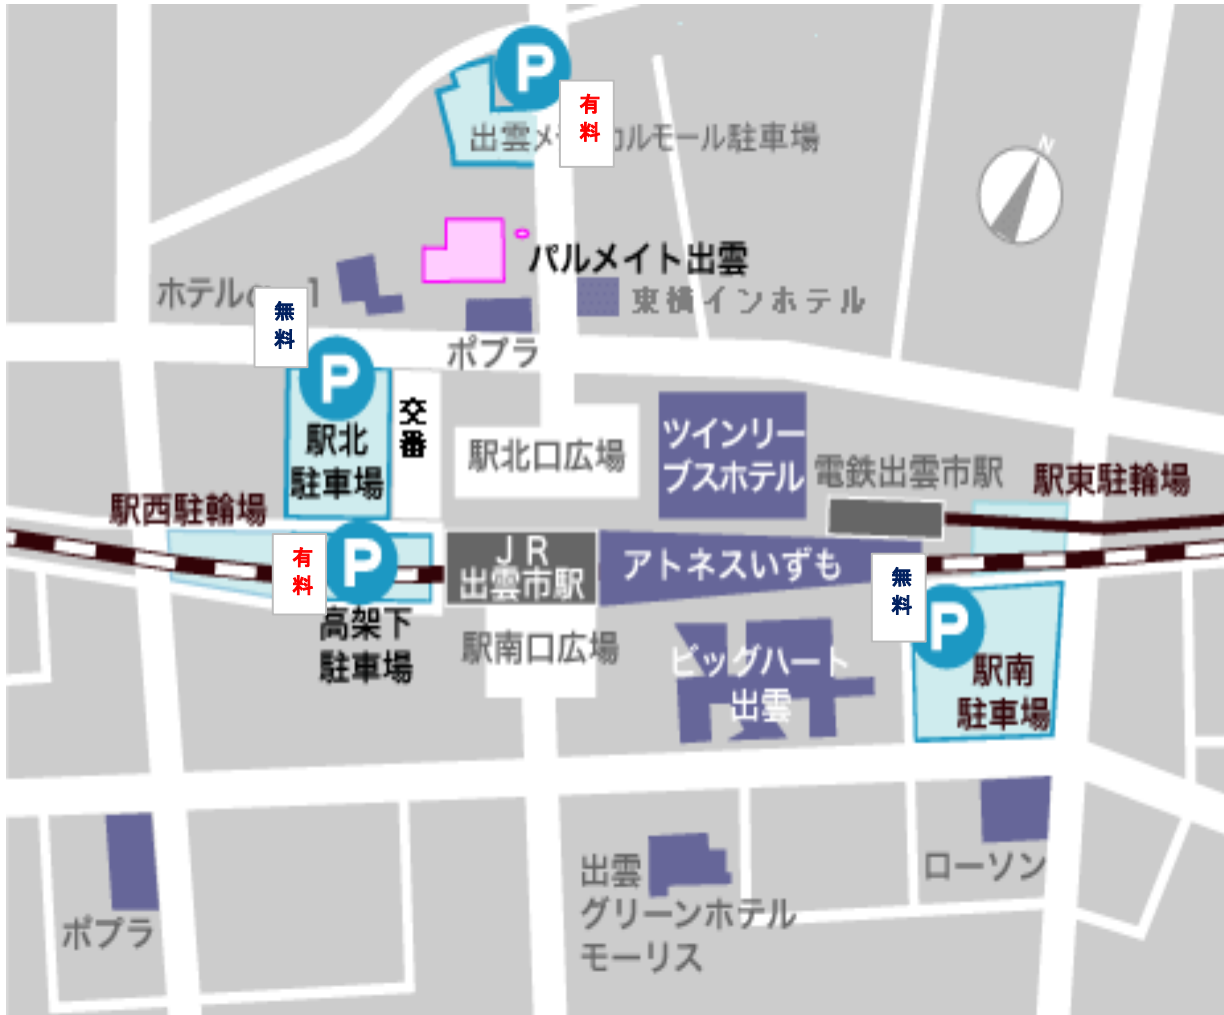 P
有
料
出雲メ
カルモール駐車場
N
パルメイト出雲
ホテルα
1
東横インホテル
無
料
ポプラ
P
交
番
駅北
駐車場
駅北口広場
ツインリー
ブスホテル
電鉄出雲市駅
駅東駐輪場
駅西駐輪場
有
料
P
JR
出雲市駅
アトネスいずも
無
料
P
高架下
駐車場
駅南口広場
ビッグハート
出雲
駅南
駐車場
ポプラ
出雲
グリーンホテル
モーリス
ローソン